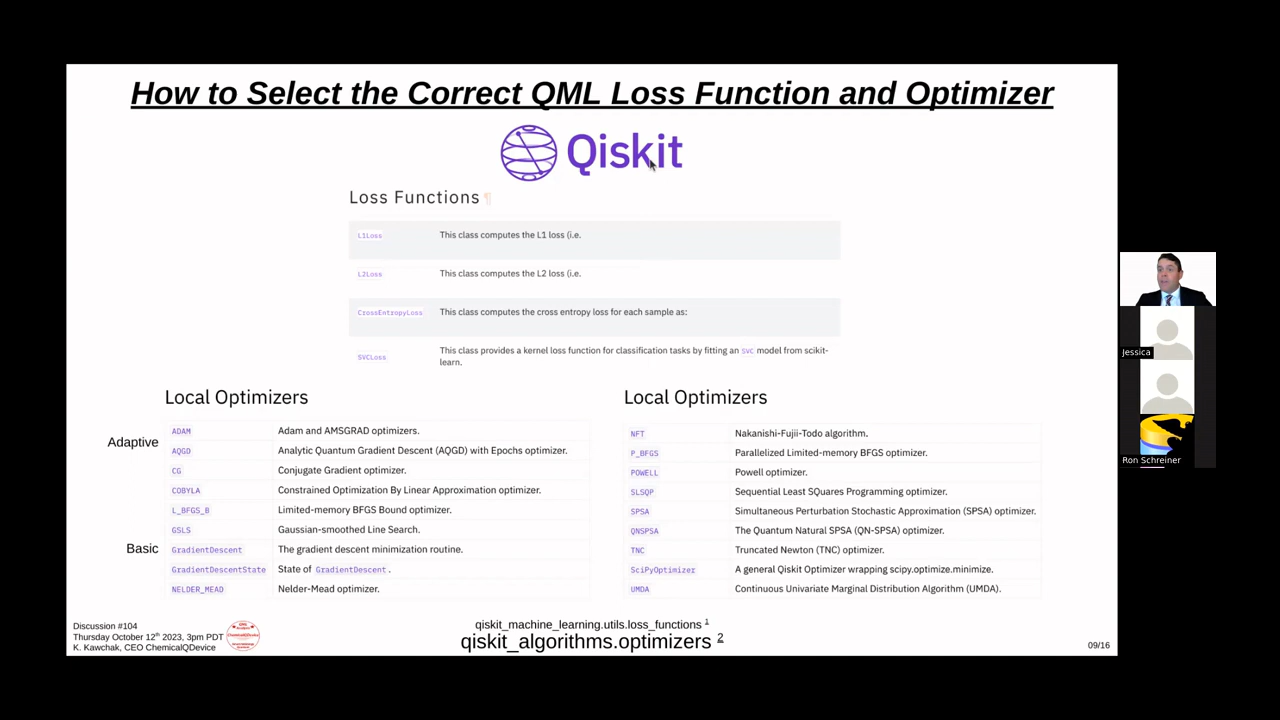 How to Select the Correct QML Loss Function and Optimizer
Qiskit
Loss Functions ¶
L1Loss This class computes the L1 loss (i.e.
L2Loss This class computes the L2 loss (i.e.
CrossEntropyLoss This class computes the cross entropy loss for each sample as:
SVCLoss This class provides a kernel loss function for classification tasks by fitting an svc model from scikit-
learn.
Local Optimizers
Adaptive
ADAM Adam and AMSGRAD optimizers.
AQGD Analytic Quantum Gradient Descent (AQGD) with Epochs optimizer.
CG Conjugate Gradient optimizer.
COBYLA Constrained Optimization By Linear Approximation optimizer.
L_BFGS_B Limited-memory BFGS Bound optimizer.
GSLS Gaussian-smoothed Line Search.
Basic
GradientDescent The gradient descent minimization routine.
GradientDescentState State of GradientDescent.
NELDER_MEAD Nelder-Mead optimizer.
Local Optimizers
NFT Nakanishi-Fujii-Todo algorithm.
P_BFGS Parallelized Limited-memory BFGS optimizer.
POWELL Powell optimizer.
SLSQP Sequential Least SQuares Programming optimizer.
SPSA Simultaneous Perturbation Stochastic Approximation (SPSA) optimizer.
QNSPSA The Quantum Natural SPSA (QN-SPSA) optimizer.
TNC Truncated Newton (TNC) optimizer.
SciPyOptimizer A general Qiskit Optimizer wrapping scipy.optimize.minimize.
UMDA Continuous Univariate Marginal Distribution Algorithm (UMDA).
Discussion #104
Thursday October 12th 2023, 3pm PDT
K. Kawchak, CEO ChemicalQDevice
ChemicalQDevice
qiskit_machine_learning.utils.loss_functions 1
qiskit_algorithms.optimizers 2
09/16
Jessica
Ron Schreiner